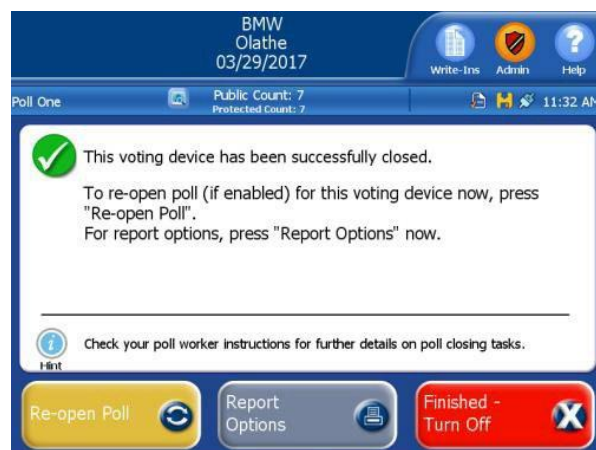 BMW
Olathe
03/29/2017
Write-Ins
Admin
Help
Poll One
Public Count: 7
Protected Count: 7
11:32 AM
This voting device has been successfully closed.
To re-open poll (if enabled) for this voting device now, press
"Re-open Poll".
For report options, press "Report Options" now.
Hint
Check your poll worker instructions for further details on poll closing tasks.
Re-open Poll
Report
Options
Finished -
Turn Off